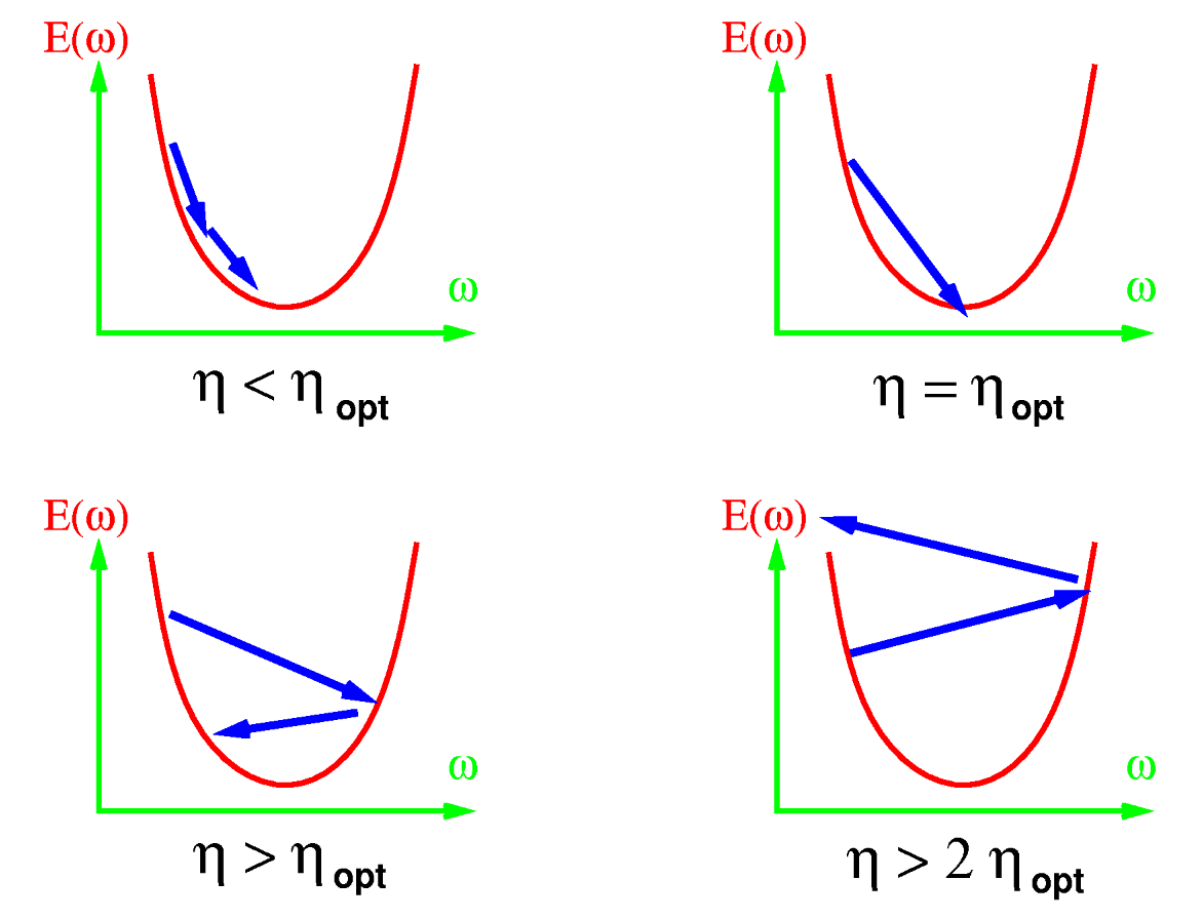 E(ω)
ω
η < η opt
E(ω)
ω
η = η opt
E(ω)
ω
η > η opt
E(ω)
ω
η > 2 η opt